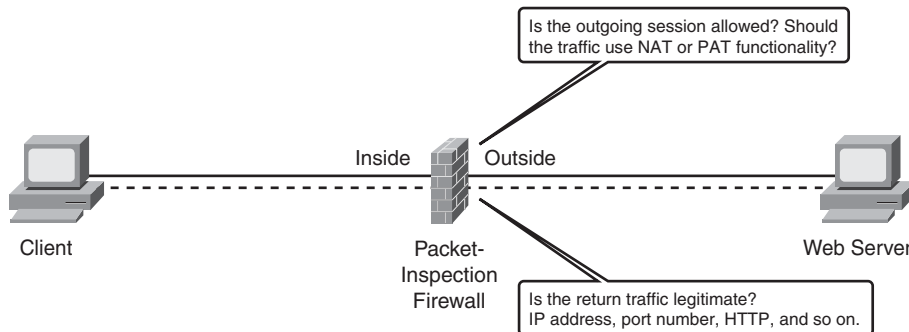 Is the outgoing session allowed? Should
the traffic use NAT or PAT functionality?
Inside
Outside
Client
Packet-
Inspection
Firewall
Web Server
Is the return traffic legitimate?
IP address, port number, HTTP, and so on.